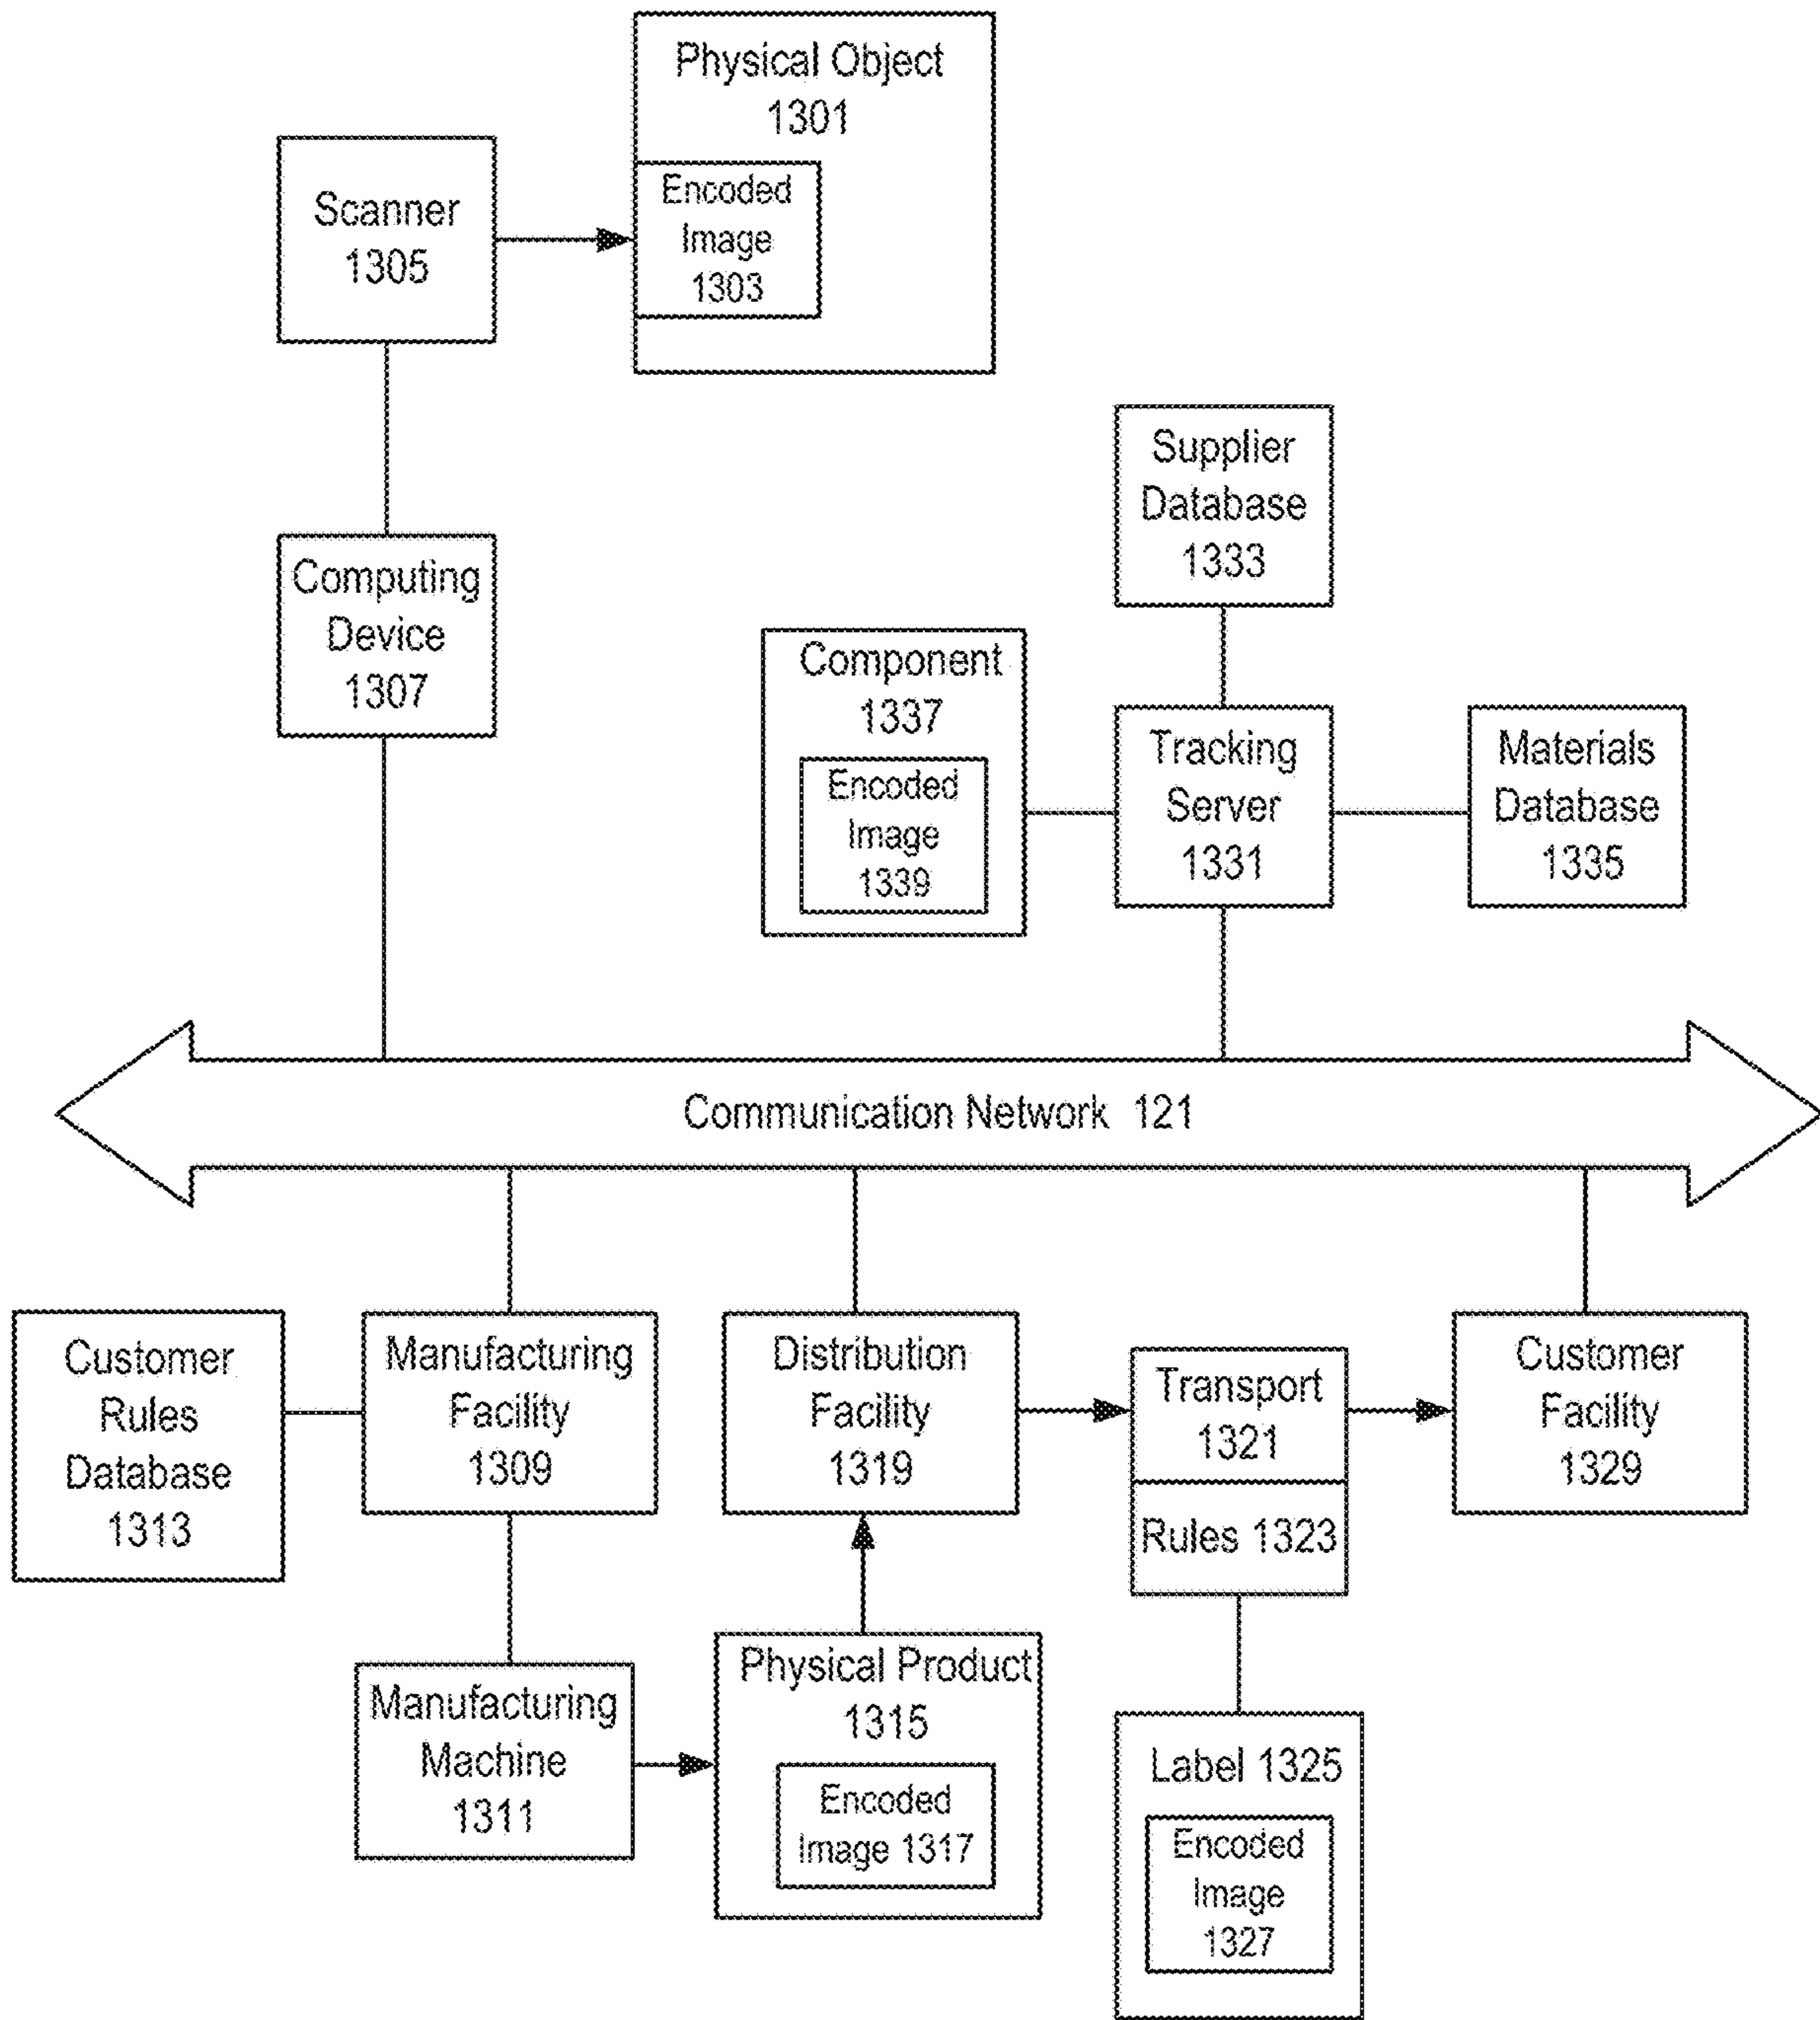 Physical Object
1301
Encoded
Image
1303
Scanner
1305
Supplier
Database
1333
Computing
Device
1307
Component
1337
Encoded
Image
1339
Tracking
Server
1331
Materials
Database
1335
Communication Network 121
Customer
Rules
Database
1313
Manufacturing
Facility
1309
Distribution
Facility
1319
Transport
1321
Rules 1323
Customer
Facility
1329
Manufacturing
Machine
1311
Physical Product
1315
Encoded
Image 1317
Label 1325
Encoded
Image
1327